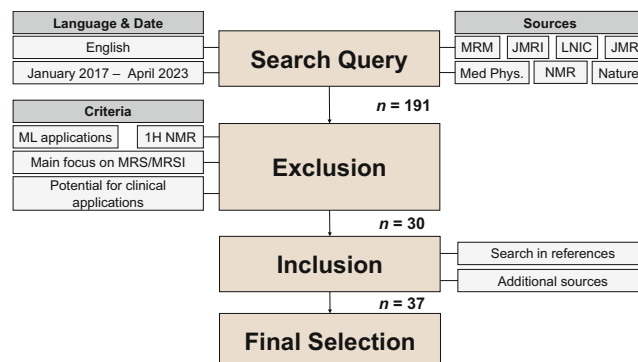 Language & Date
English
January 2017 – April 2023
Search Query
Sources
MRM JMRI LNIC JMR
Med Phys. NMR Nature
n = 191
Criteria
ML applications 1H NMR
Main focus on MRS/MRSI
Potential for clinical
applications
Exclusion
n = 30
Inclusion
Search in references
Additional sources
n = 37
Final Selection